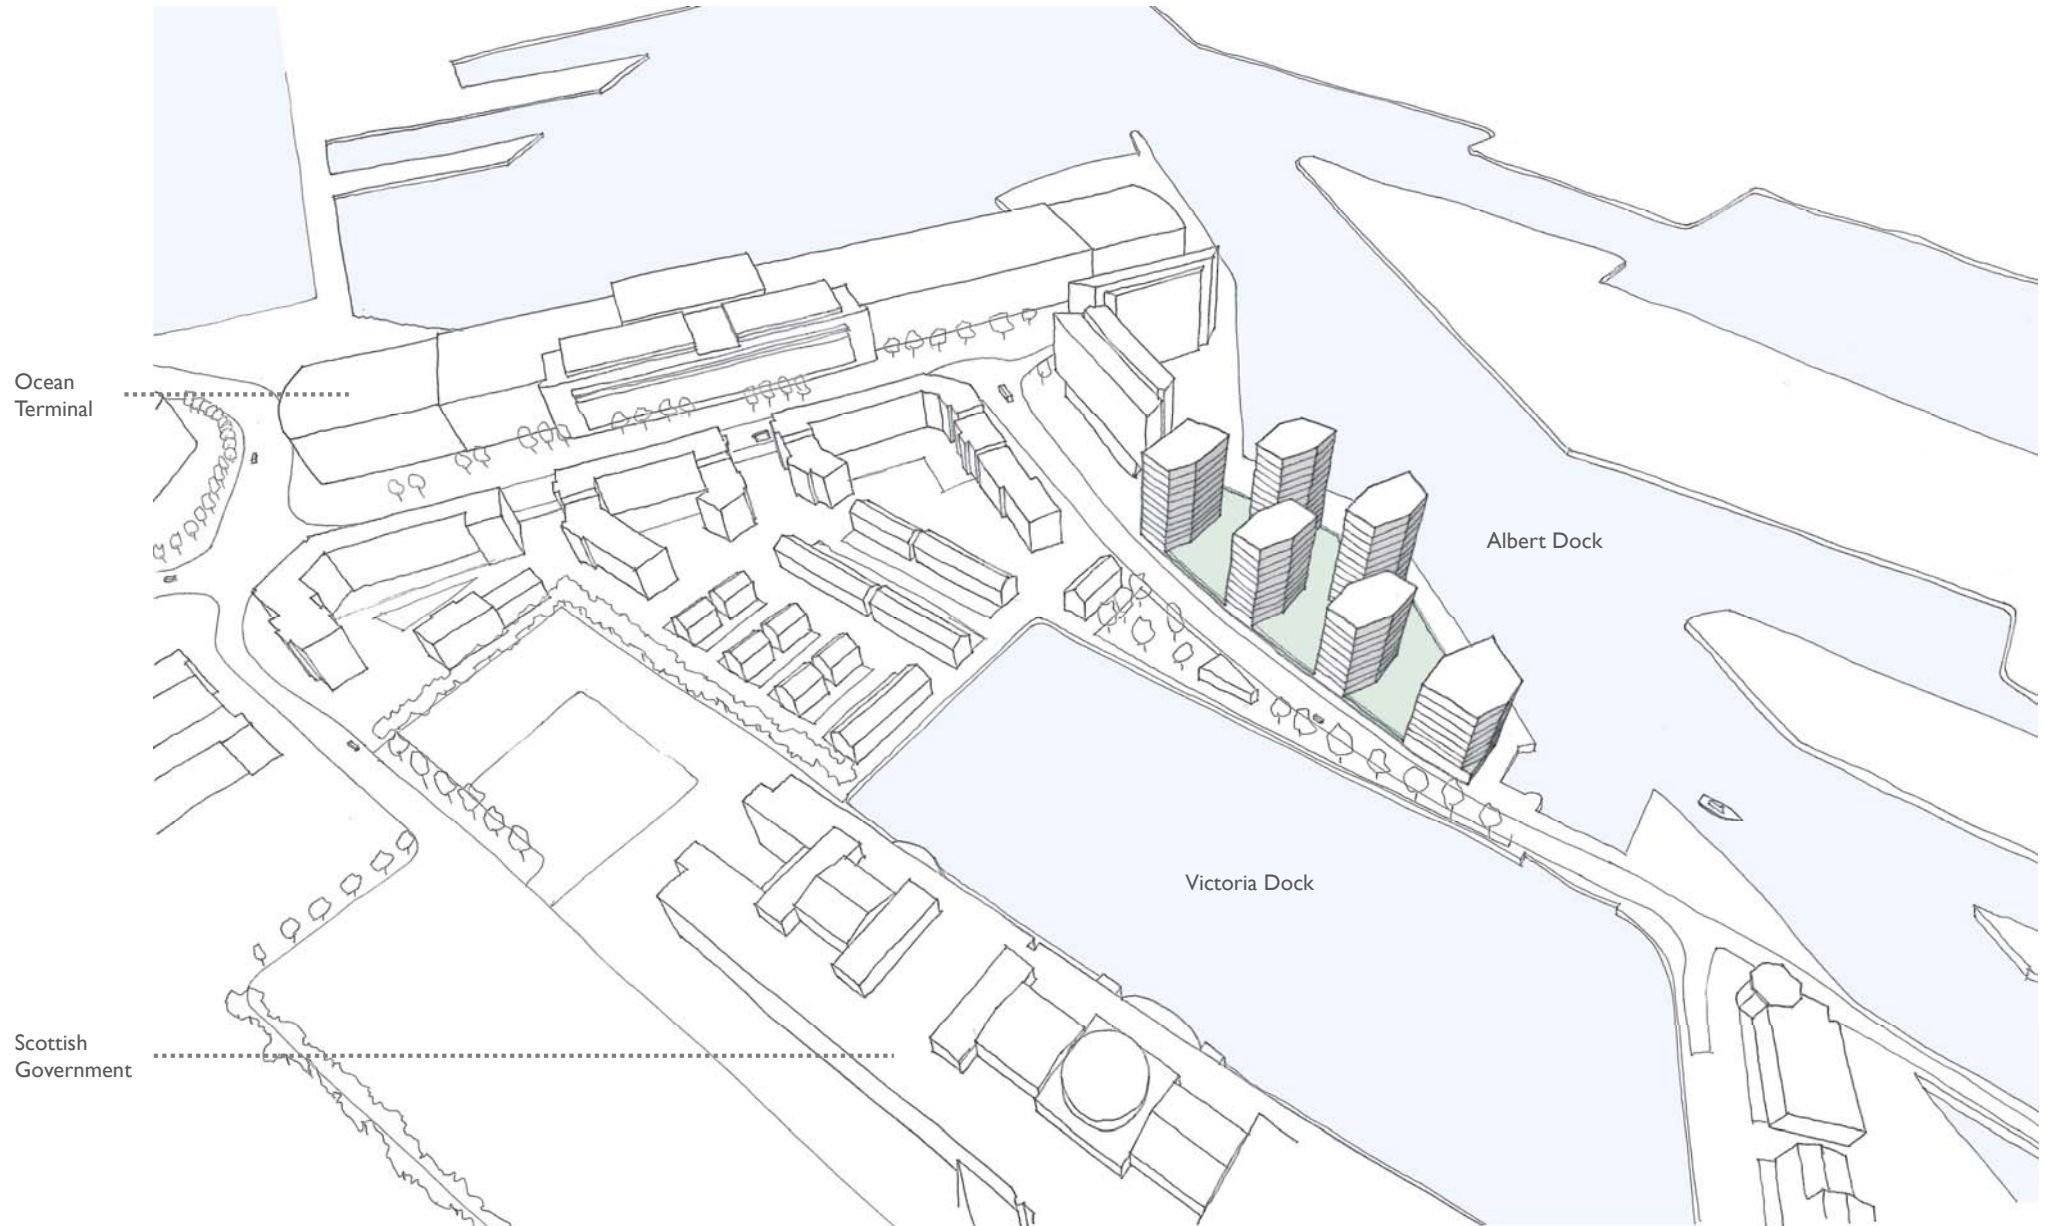 Ocean
Terminal
Albert Dock
Victoria Dock
Scottish
Government